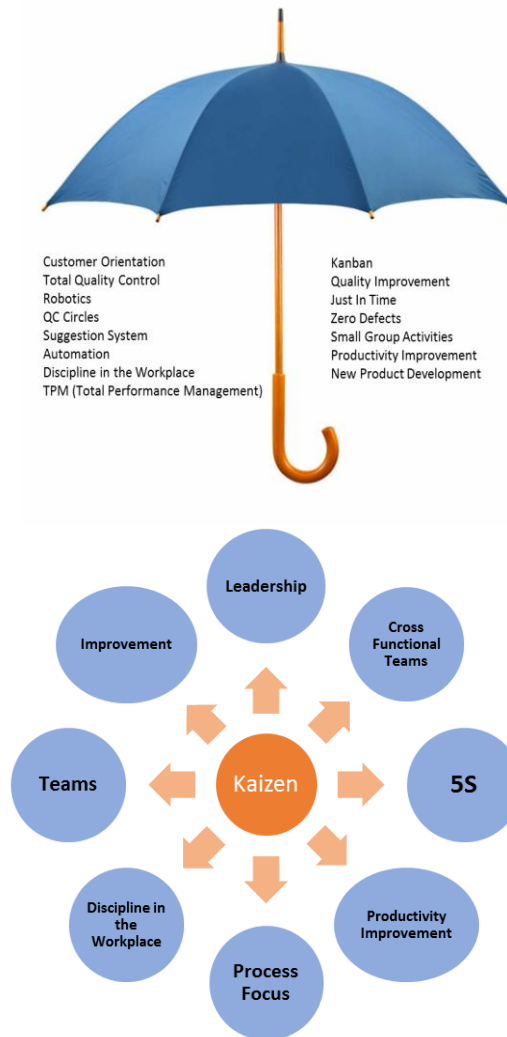 Customer Orientation
Total Quality Control
Robotics
QC Circles
Suggestion System
Automation
Discipline in the Workplace
TPM (Total Performance Management)
Kanban
Quality Improvement
Just In Time
Zero Defects
Small Group Activities
Productivity Improvement
New Product Development
Leadership
Improvement
Cross
Functional
Teams
Teams
Kaizen
5S
Discipline in
the
Workplace
Productivity
Improvement
Process
Focus